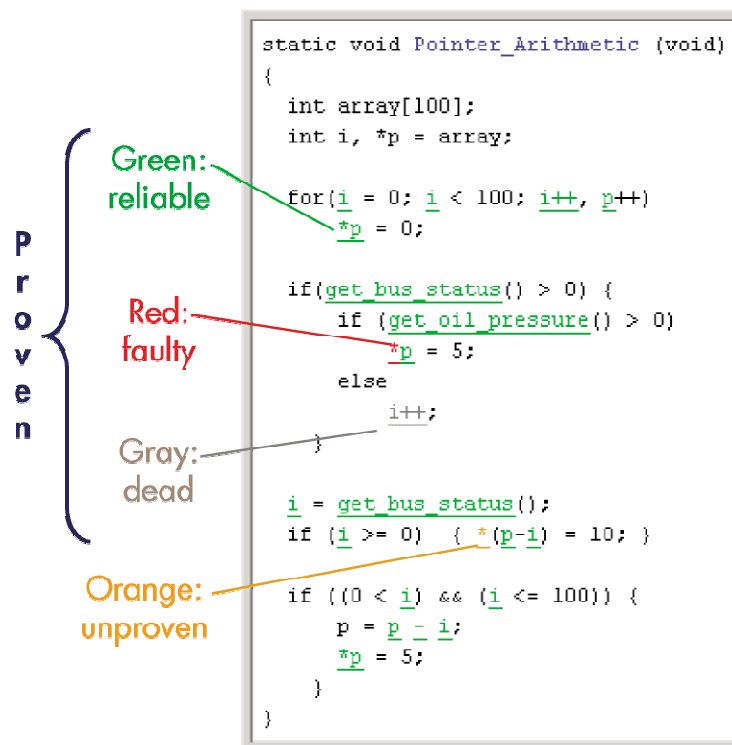 static void Pointer_Arithmetic (void)
{
int array[100];
int i, *p = array;
for(i = 0; i < 100; i++, p++)
*p = 0;
if(get_bus_status() > 0) {
if (get_oil_pressure() > 0)
*p = 5;
else
i++;
}
i = get_bus_status();
if (i >= 0) { *(p-i) = 10; }
if ((0 < i) && (i <= 100)) {
p = p - i;
*p = 5;
}
}
Proven
Green:
reliable
Red:
faulty
Gray:
dead
Orange:
unproven